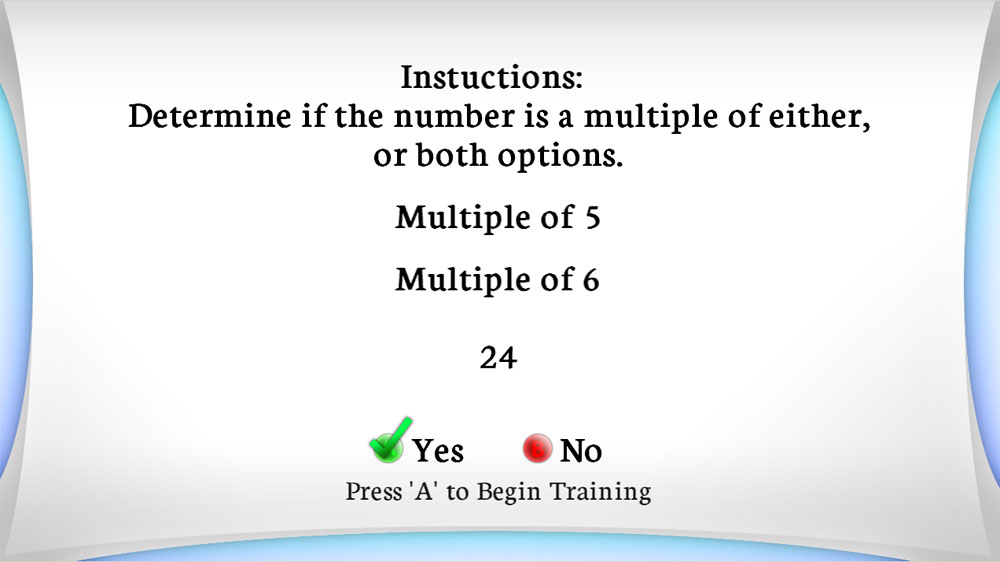 Instuctions:
Determine if the number is a multiple of either,
or both options.
Multiple of 5
Multiple of 6
24
Yes No
Press 'A' to Begin Training